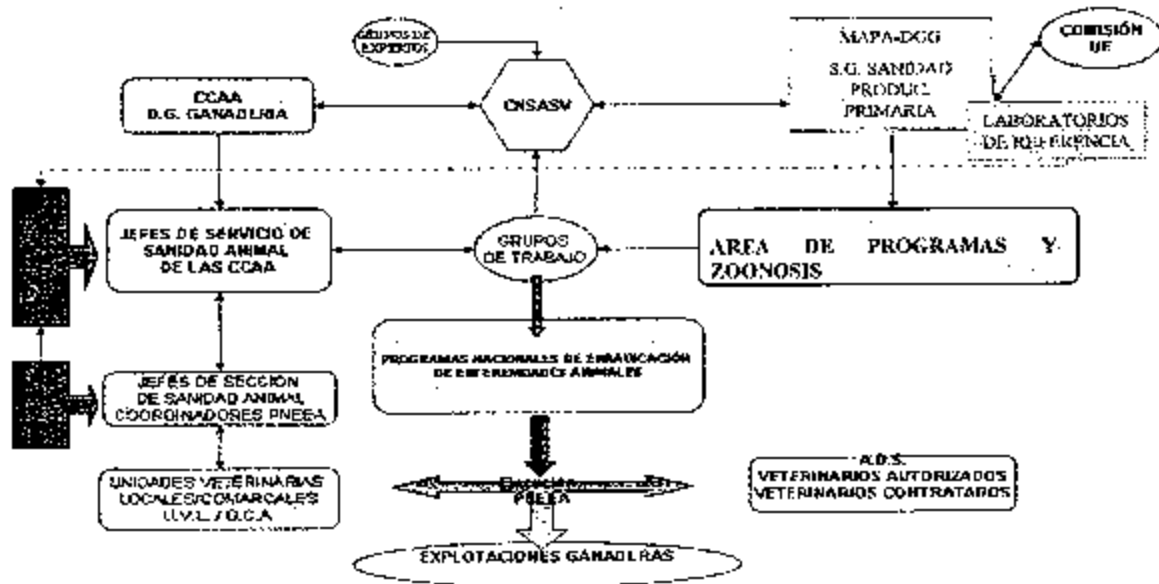 GRUPOS DE
EXPERTOS
MAPA-DGG
S.G. SANIDAD
PRODUC.
PRIMARIA
COMISIÓN
UE
CCAA
D.G. GANADERIA
CNSASV
LABORATORIOS
DE REFERENCIA
JEFES DE SERVICIO DE
SANIDAD ANIMAL
DE LAS CCAA
GRUPOS
DE TRABAJO
AREA DE PROGRAMAS Y
ZOONOSIS
PROGRAMAS NACIONALES DE ERRADICACIÓN
DE ENFERMEDADES ANIMALES
JEFES DE SECCIÓN
DE SANIDAD ANIMAL
COORDINADORES PNEEA
UNIDADES VETERINARIAS
LOCALES/COMARCALES
U.V.L. / O.C.A
PNEEA
A.D.S.
VETERINARIOS AUTORIZADOS
VETERINARIOS CONTRATADOS
EXPLOTACIONES GANADERAS